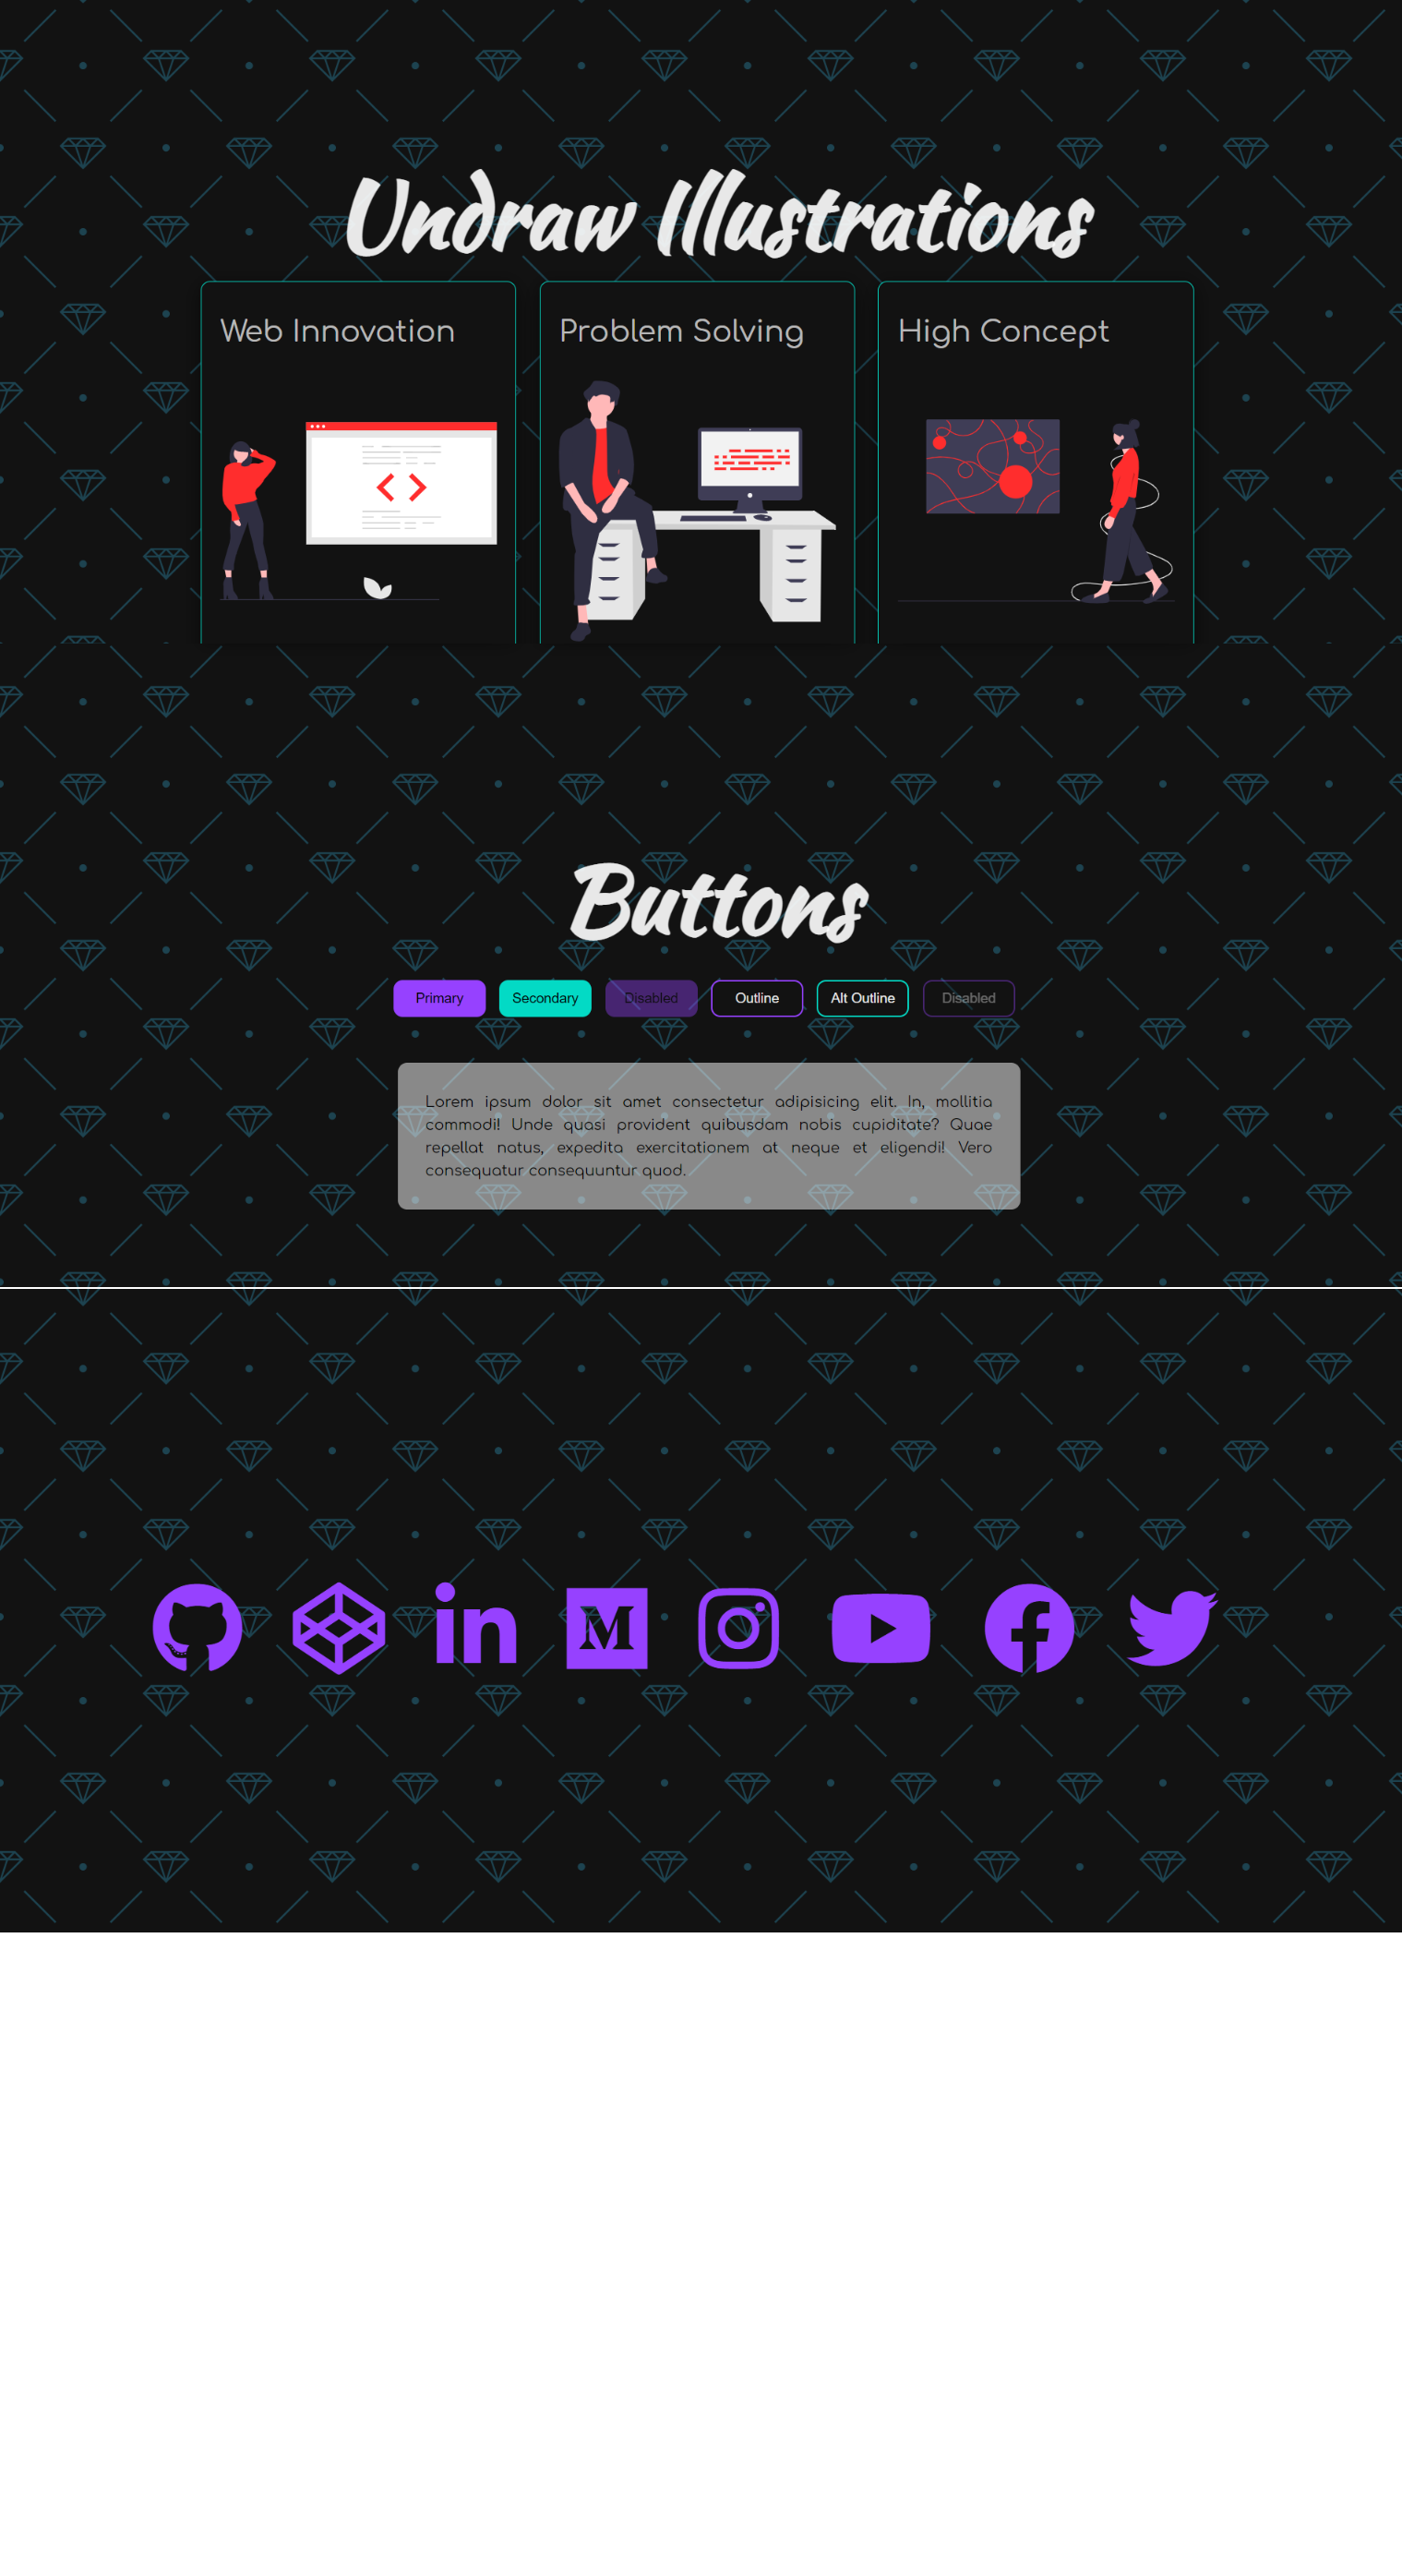 Undraw Illustrations
Web Innovation
Problem Solving
High Concept
Buttons
Primary
Secondary
Disabled
Outline
Alt Outline
Disabled
Lorem ipsum dolor sit amet consectetur adipisicing elit. In, mollitia
commodi! Unde quasi provident quibusdam nobis cupiditate? Quae
repellat natus, expedita exercitationem at neque et eligendi! Vero
consequatur consequuntur quod.